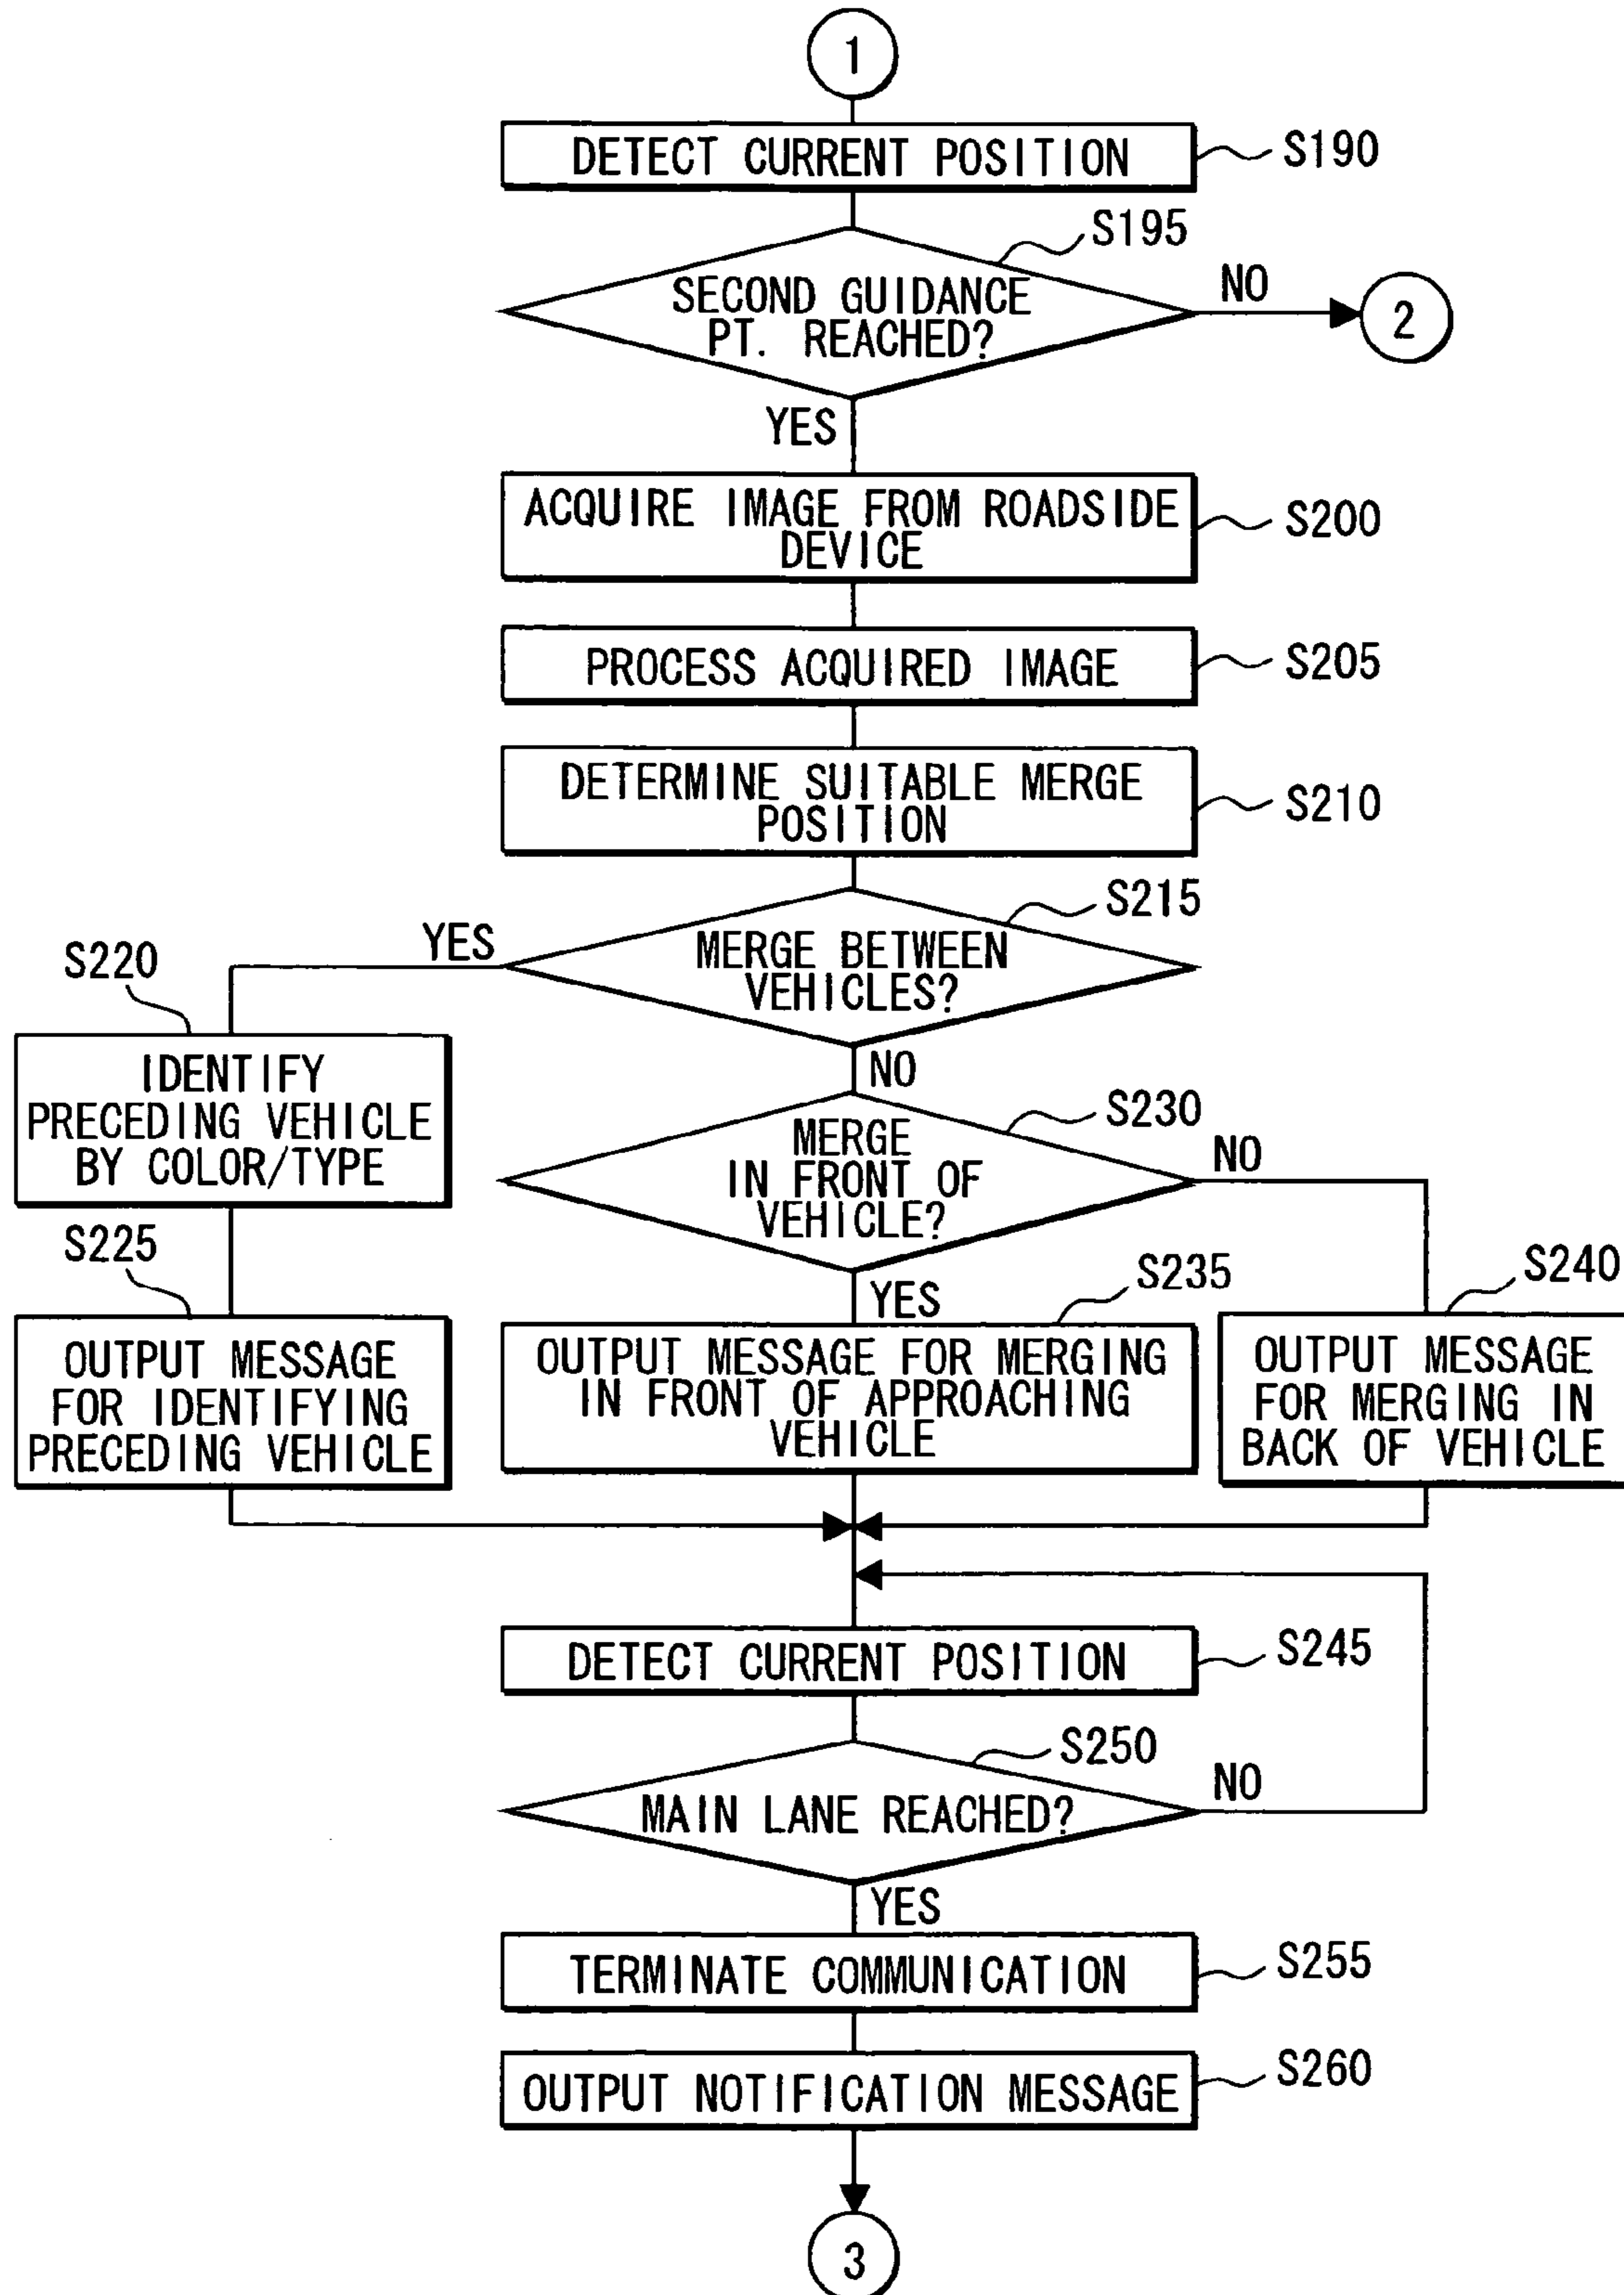 1
DETECT CURRENT POSITION
S190
S195
SECOND GUIDANCE
PT. REACHED?
NO
2
YES
ACQUIRE IMAGE FROM ROADSIDE
DEVICE
S200
PROCESS ACQUIRED IMAGE
S205
DETERMINE SUITABLE MERGE
POSITION
S210
S215
MERGE BETWEEN
VEHICLES?
YES
S220
IDENTIFY
PRECEDING VEHICLE
BY COLOR/TYPE
S225
OUTPUT MESSAGE
FOR IDENTIFYING
PRECEDING VEHICLE
NO
S230
MERGE
IN FRONT OF
VEHICLE?
NO
YES
S235
OUTPUT MESSAGE FOR MERGING
IN FRONT OF APPROACHING
VEHICLE
S240
OUTPUT MESSAGE
FOR MERGING IN
BACK OF VEHICLE
DETECT CURRENT POSITION
S245
S250
MAIN LANE REACHED?
NO
YES
TERMINATE COMMUNICATION
S255
OUTPUT NOTIFICATION MESSAGE
S260
3